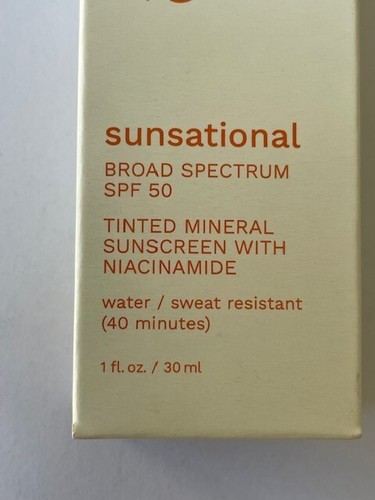 sunsational
BROAD SPECTRUM
SPF 50
TINTED MINERAL
SUNSCREEN WITH
NIACINAMIDE
water / sweat resistant
(40 minutes)
1 fl. oz. / 30 ml